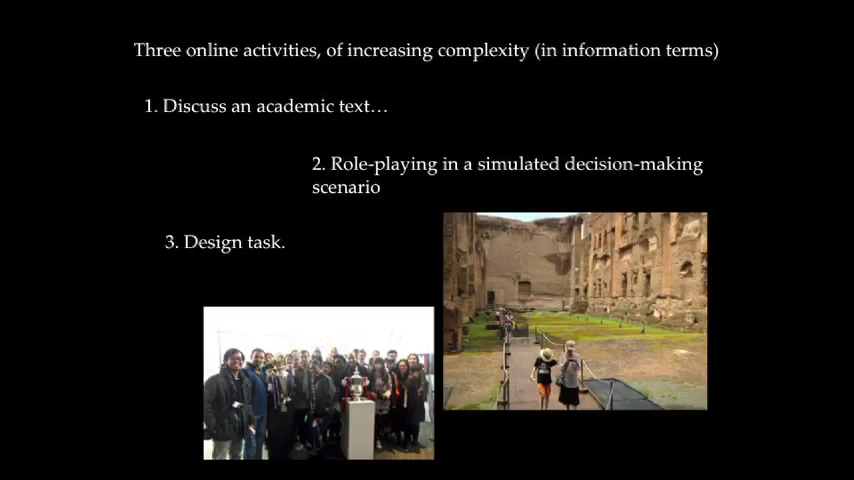 Three online activities, of increasing complexity (in information terms)
1. Discuss an academic text…
2. Role-playing in a simulated decision-making
scenario
3. Design task.